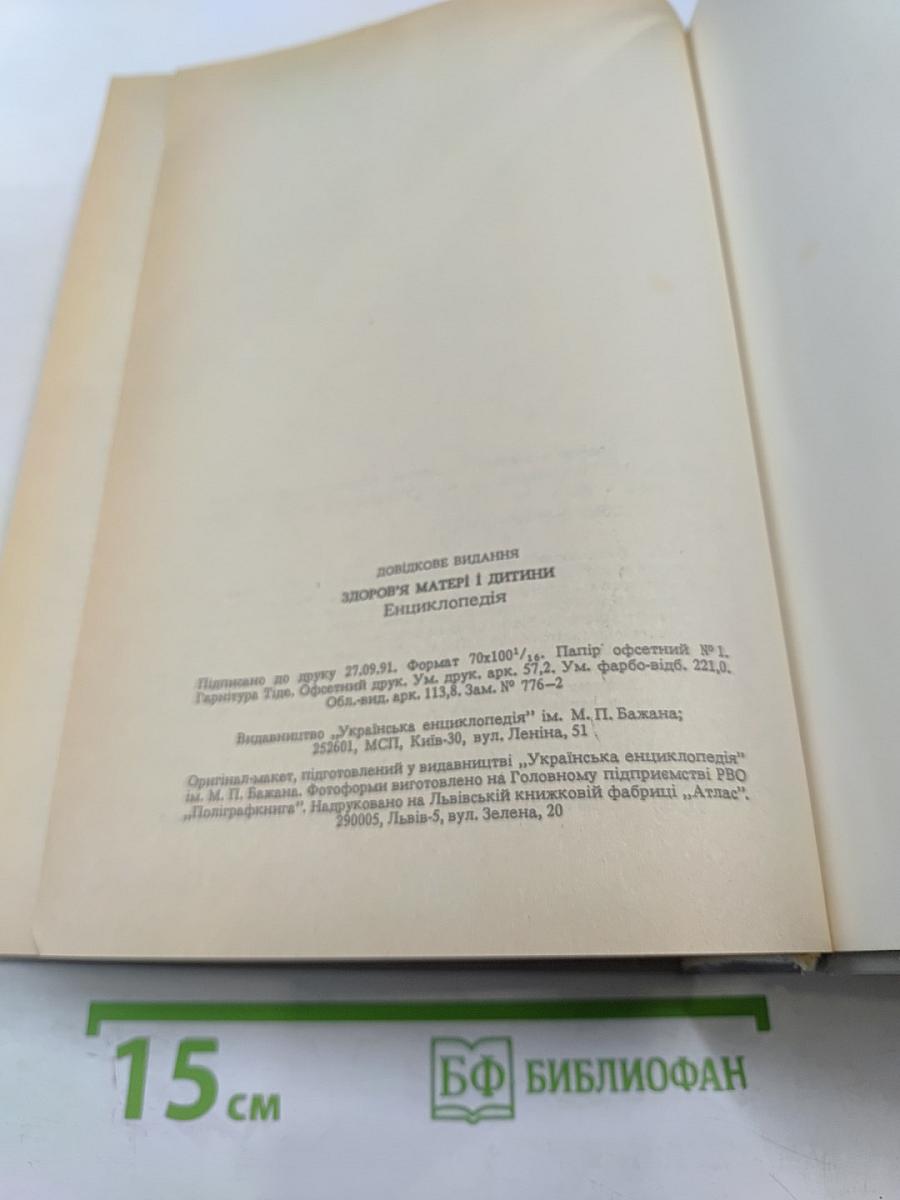 ДОВІДКОВЕ ВИДАННЯ
ЗДОРОВ'Я МАТЕРІ І ДИТИНИ
Енциклопедія
Підписано до друку 27.09.91. Формат 70х100¹/₁₆. Папір офсетний № 1.
Гарнітура Тіде. Офсетний друк. Ум. друк. арк. 57,2. Ум. фарбо-відб. 221,0.
Обл.-вид. арк. 113,8. Зам. № 776—2
Видавництво „Українська енциклопедія" ім. М. П. Бажана;
252601, МСП, Київ-30, вул. Леніна, 51
Оригінал-макет, підготовлений у видавництві „Українська енциклопедія"
ім. М. П. Бажана. Фотоформи виготовлено на Головному підприємстві РВО
„Поліграфкнига". Надруковано на Львівській книжковій фабриці „Атлас".
290005, Львів-5, вул. Зелена, 20
15 см
БФ БИБЛИОФАН